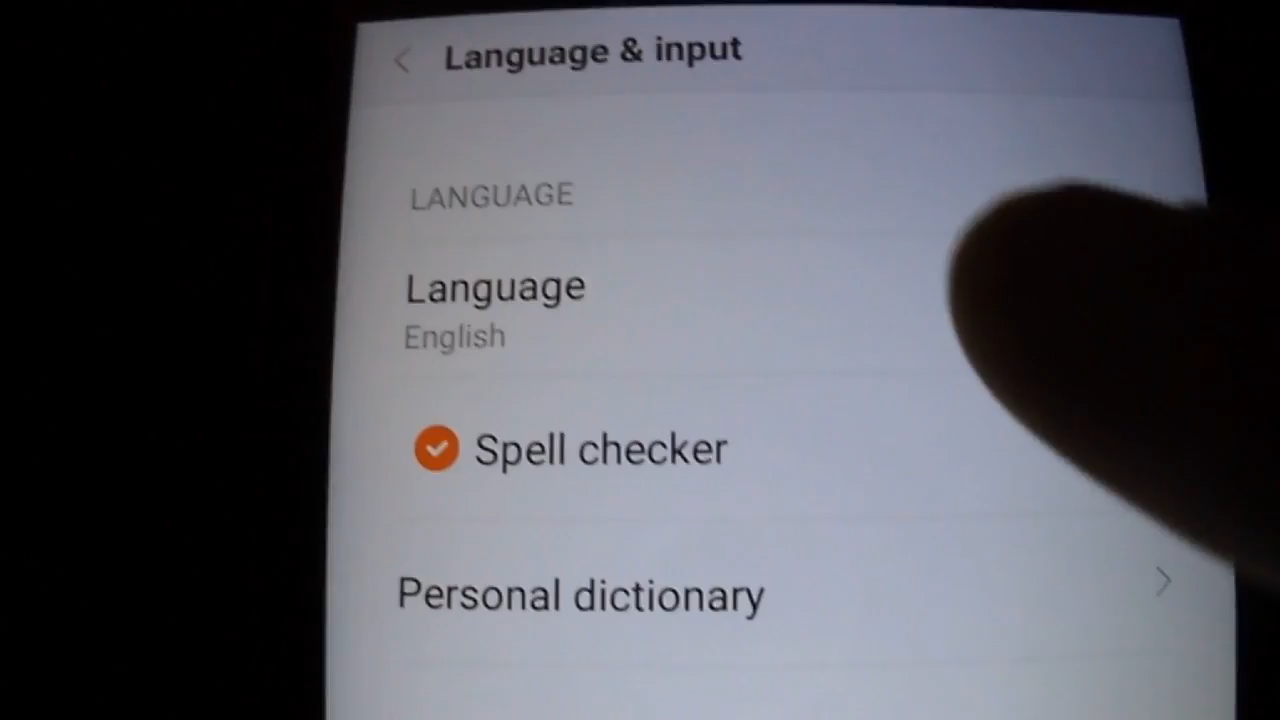 Language & input
LANGUAGE
Language
English
Spell checker
Personal dictionary